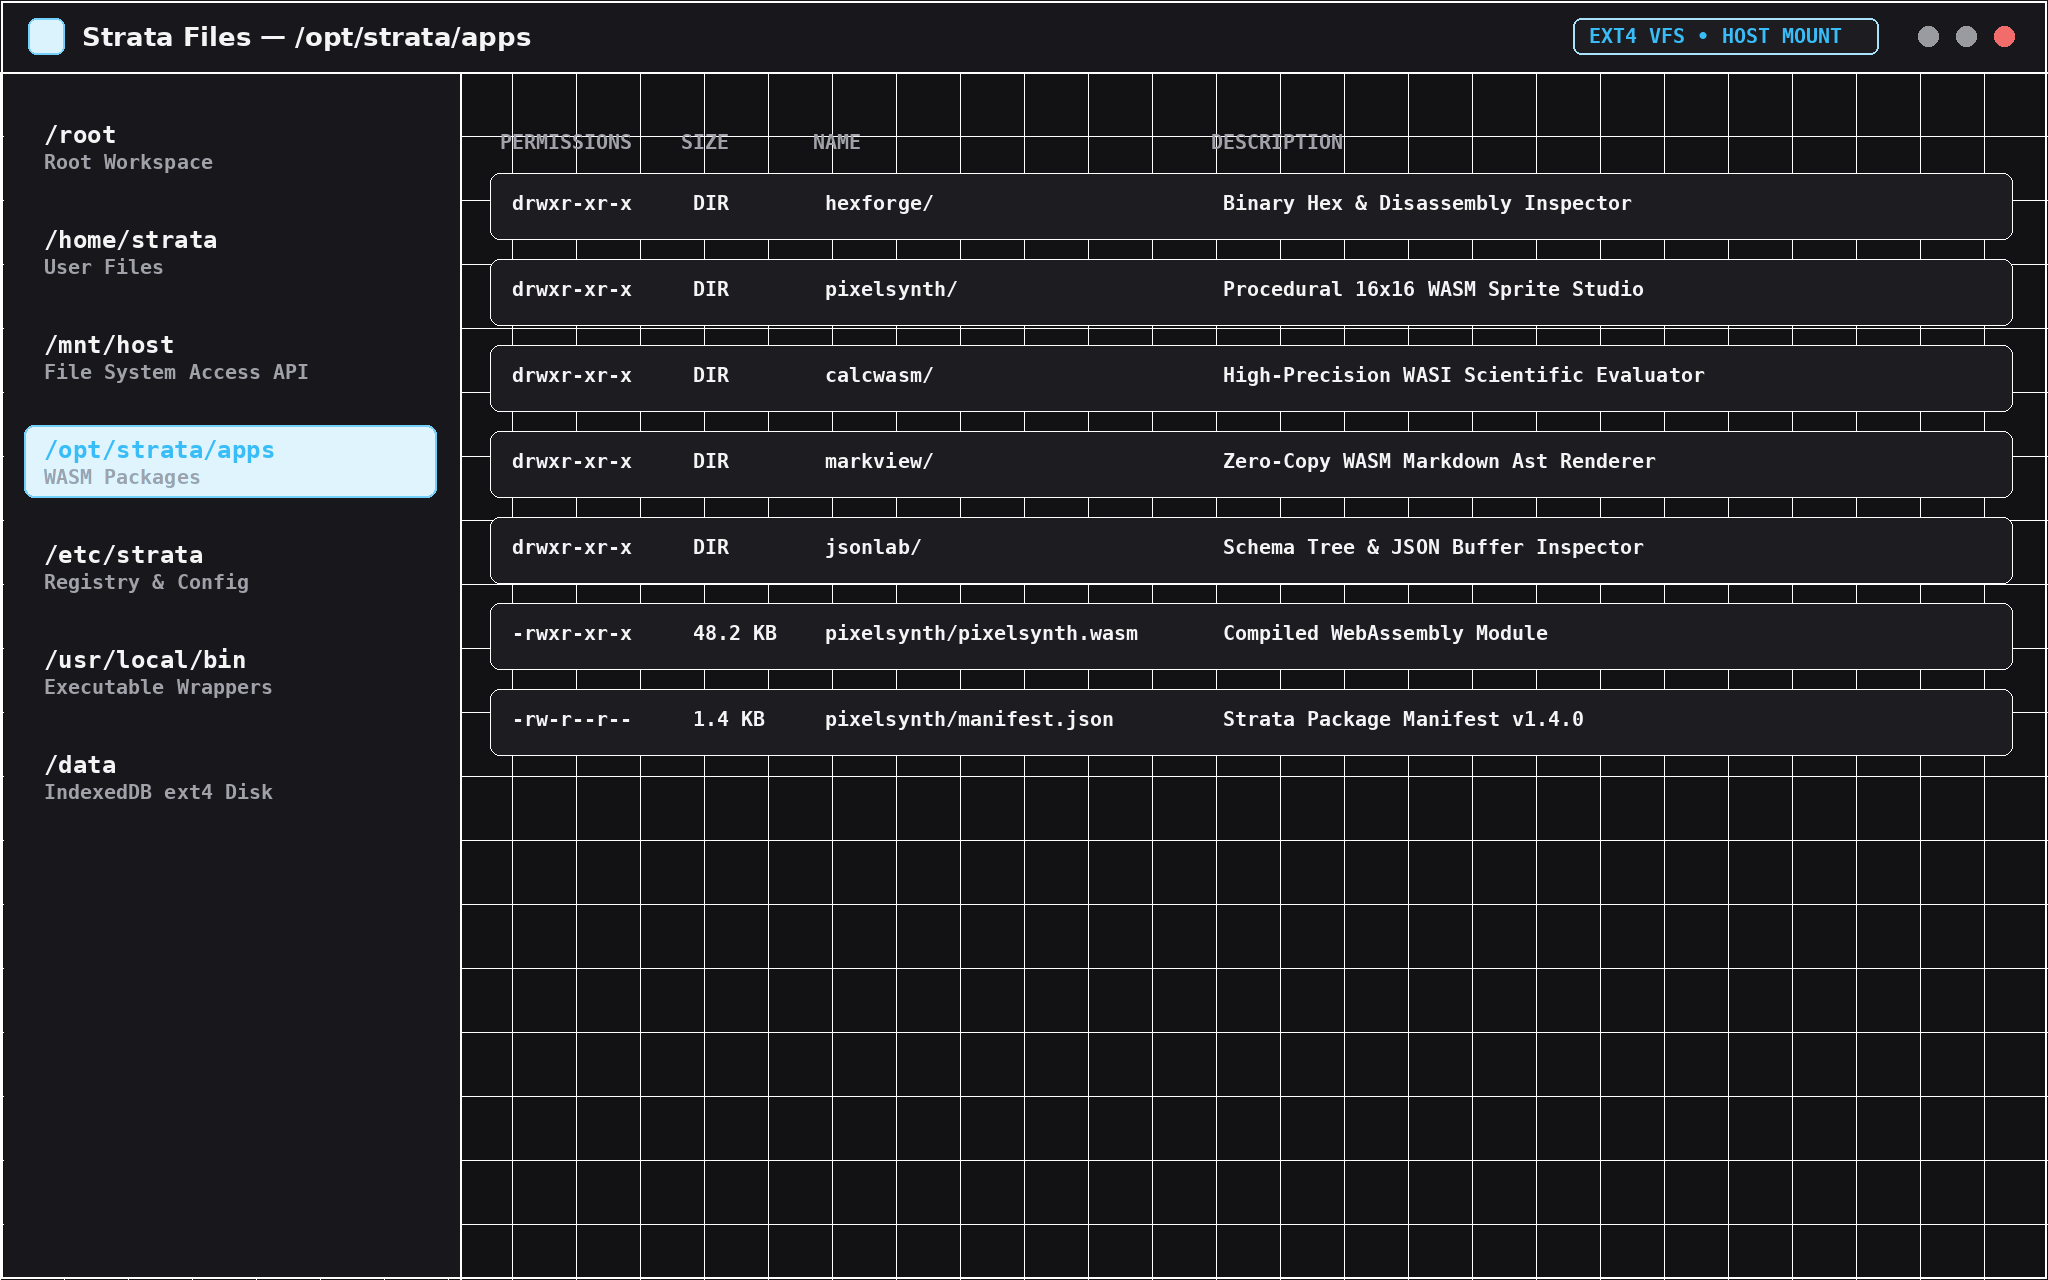 Strata Files — /opt/strata/apps
EXT4 VFS • HOST MOUNT
/root
Root Workspace
/home/strata
User Files
/mnt/host
File System Access API
/opt/strata/apps
WASM Packages
/etc/strata
Registry & Config
/usr/local/bin
Executable Wrappers
/data
IndexedDB ext4 Disk
PERMISSIONS SIZE NAME DESCRIPTION
drwxr-xr-x DIR hexforge/ Binary Hex & Disassembly Inspector
drwxr-xr-x DIR pixelsynth/ Procedural 16x16 WASM Sprite Studio
drwxr-xr-x DIR calcwasm/ High-Precision WASI Scientific Evaluator
drwxr-xr-x DIR markview/ Zero-Copy WASM Markdown Ast Renderer
drwxr-xr-x DIR jsonlab/ Schema Tree & JSON Buffer Inspector
-rwxr-xr-x 48.2 KB pixelsynth/pixelsynth.wasm Compiled WebAssembly Module
-rw-r--r-- 1.4 KB pixelsynth/manifest.json Strata Package Manifest v1.4.0